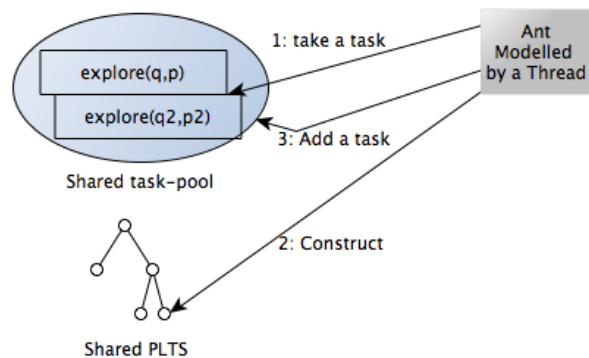 1: take a task
Ant
Modelled
by a Thread
explore(q,p)
explore(q2,p2)
3: Add a task
Shared task-pool
2: Construct
Shared PLTS